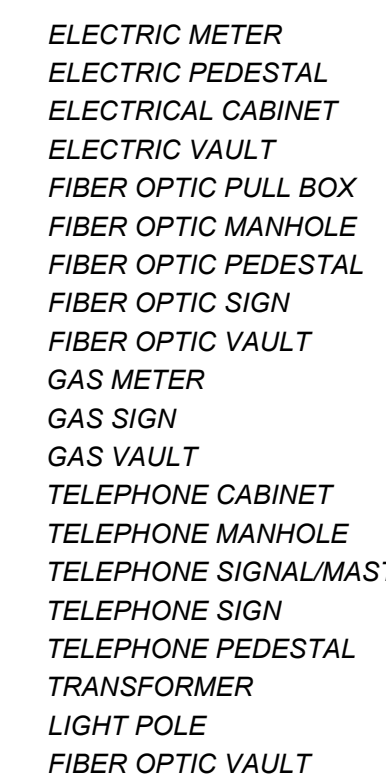 ELECTRIC METER
ELECTRIC PEDESTAL
ELECTRICAL CABINET
ELECTRIC VAULT
FIBER OPTIC PULL BOX
FIBER OPTIC MANHOLE
FIBER OPTIC PEDESTAL
FIBER OPTIC SIGN
FIBER OPTIC VAULT
GAS METER
GAS SIGN
GAS VAULT
TELEPHONE CABINET
TELEPHONE MANHOLE
TELEPHONE SIGNAL/MAST
TELEPHONE SIGN
TELEPHONE PEDESTAL
TRANSFORMER
LIGHT POLE
FIBER OPTIC VAULT